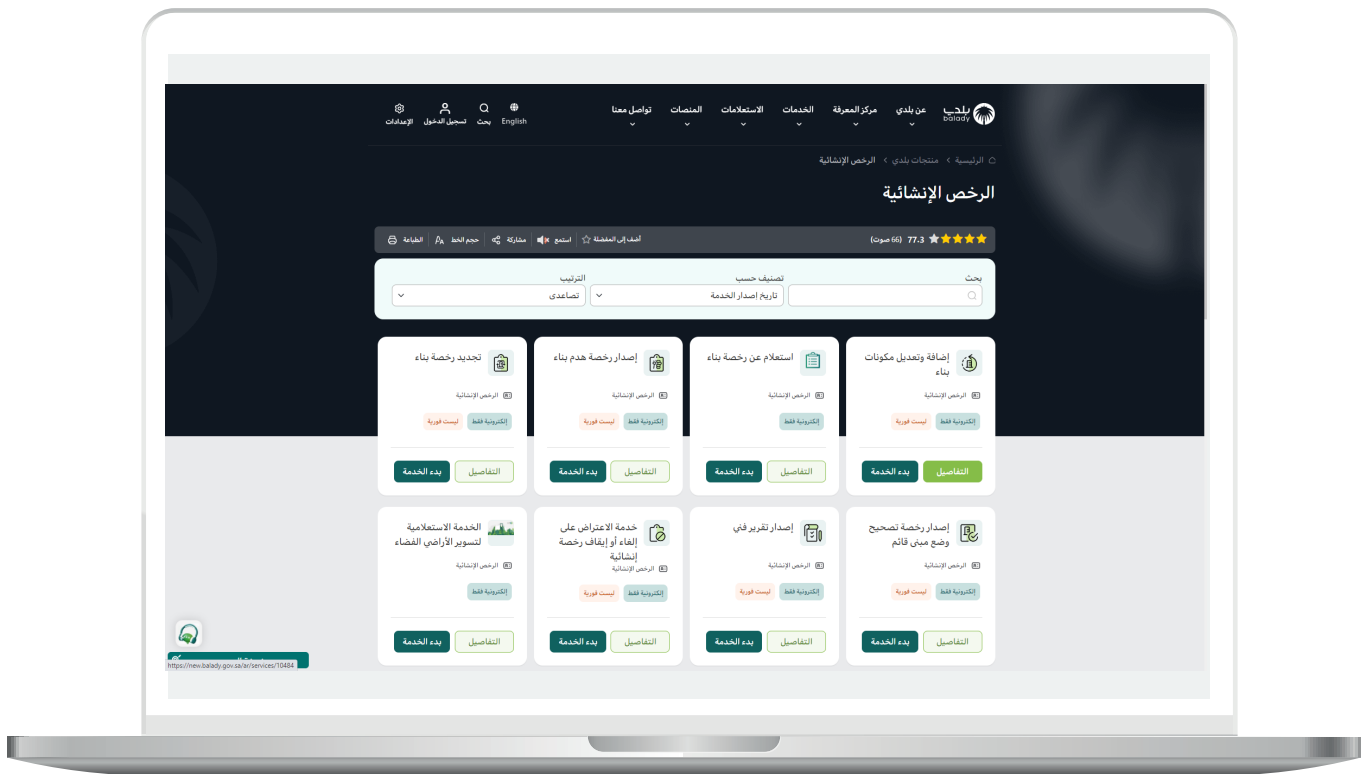 بلدي
balady
عن بلدي
مركز المعرفة
الخدمات
الاستعلامات
المنصات
تواصل معنا
English
بحث
تسجيل الدخول
الإعدادات
الرئيسية > منتجات بلدي > الرخص الإنشائية
الرخص الإنشائية
77.3 (66 صوت)
أضف إلى المفضلة
استمع
مشاركة
حجم الخط
الطباعة
بحث
تصنيف حسب
تاريخ إصدار الخدمة
الترتيب
تصاعدى
إضافة وتعديل مكونات
بناء
الرخص الإنشائية
إلكترونية فقط
ليست فورية
التفاصيل
بدء الخدمة
استعلام عن رخصة بناء
الرخص الإنشائية
إلكترونية فقط
التفاصيل
بدء الخدمة
إصدار رخصة هدم بناء
الرخص الإنشائية
إلكترونية فقط
ليست فورية
التفاصيل
بدء الخدمة
تجديد رخصة بناء
الرخص الإنشائية
إلكترونية فقط
ليست فورية
التفاصيل
بدء الخدمة
إصدار رخصة تصحيح
وضع مبنى قائم
الرخص الإنشائية
إلكترونية فقط
ليست فورية
التفاصيل
بدء الخدمة
إصدار تقرير فني
الرخص الإنشائية
إلكترونية فقط
ليست فورية
التفاصيل
بدء الخدمة
خدمة الاعتراض على
إلغاء أو إيقاف رخصة
إنشائية
الرخص الإنشائية
إلكترونية فقط
ليست فورية
التفاصيل
بدء الخدمة
الخدمة الاستعلامية
لتسوير الأراضي الفضاء
الرخص الإنشائية
إلكترونية فقط
التفاصيل
بدء الخدمة
https://new.balady.gov.sa/ar/services/10484